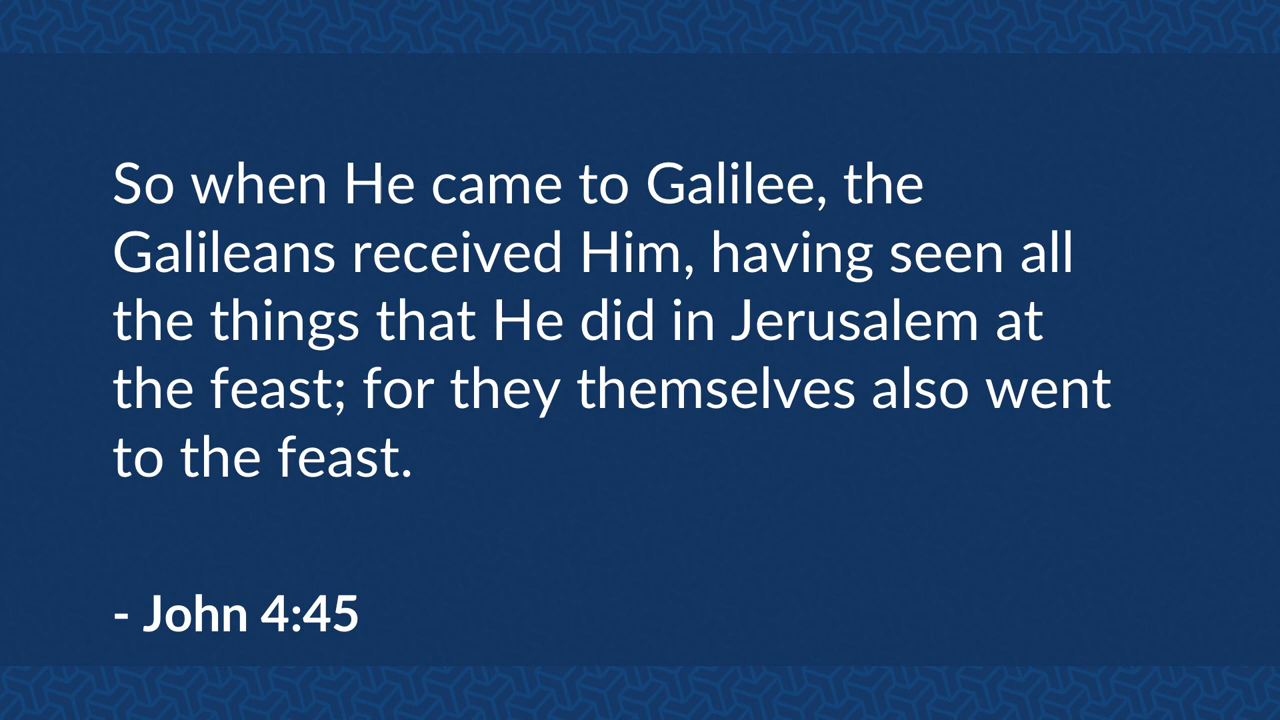 So when He came to Galilee, the
Galileans received Him, having seen all
the things that He did in Jerusalem at
the feast; for they themselves also went
to the feast.
- John 4:45